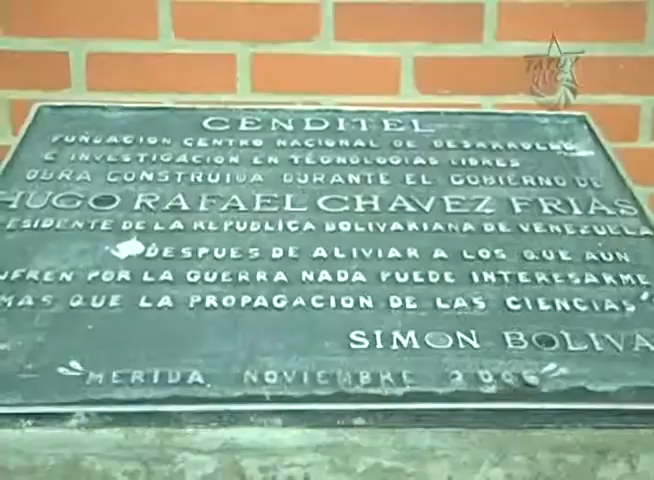 TATUY
TV
CENDITEL
FUNDACION CENTRO NACIONAL DE DESARROLLO
E INVESTIGACION EN TECNOLOGIAS LIBRES
OBRA CONSTRUIDA DURANTE EL GOBIERNO DE
HUGO RAFAEL CHAVEZ FRIAS
ESIDENTE DE LA REPUBLICA BOLIVARIANA DE VENEZUELA
"DESPUES DE ALIVIAR A LOS QUE AUN
UFREN POR LA GUERRA NADA PUEDE INTERESARME
MAS QUE LA PROPAGACION DE LAS CIENCIAS"
SIMON BOLIVA
MERIDA, NOVIEMBRE